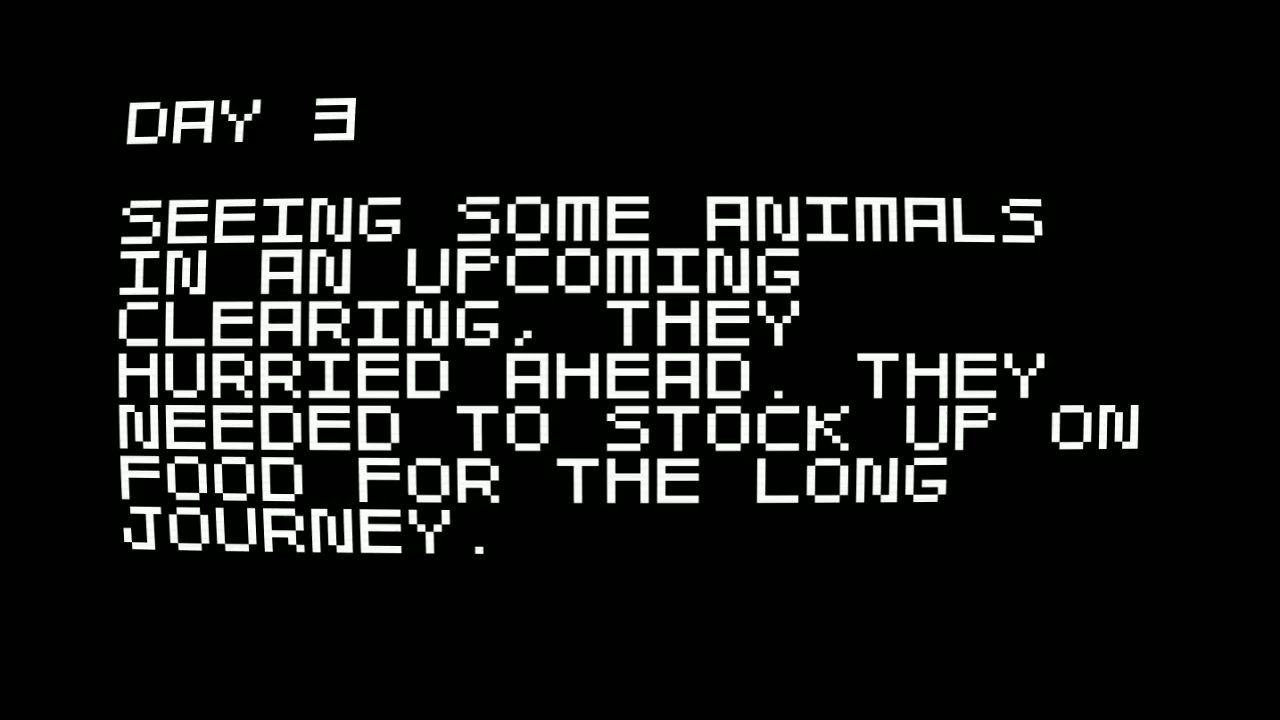 DAY 3
SEEING SOME ANIMALS
IN AN UPCOMING
CLEARING, THEY
HURRIED AHEAD. THEY
NEEDED TO STOCK UP ON
FOOD FOR THE LONG
JOURNEY.